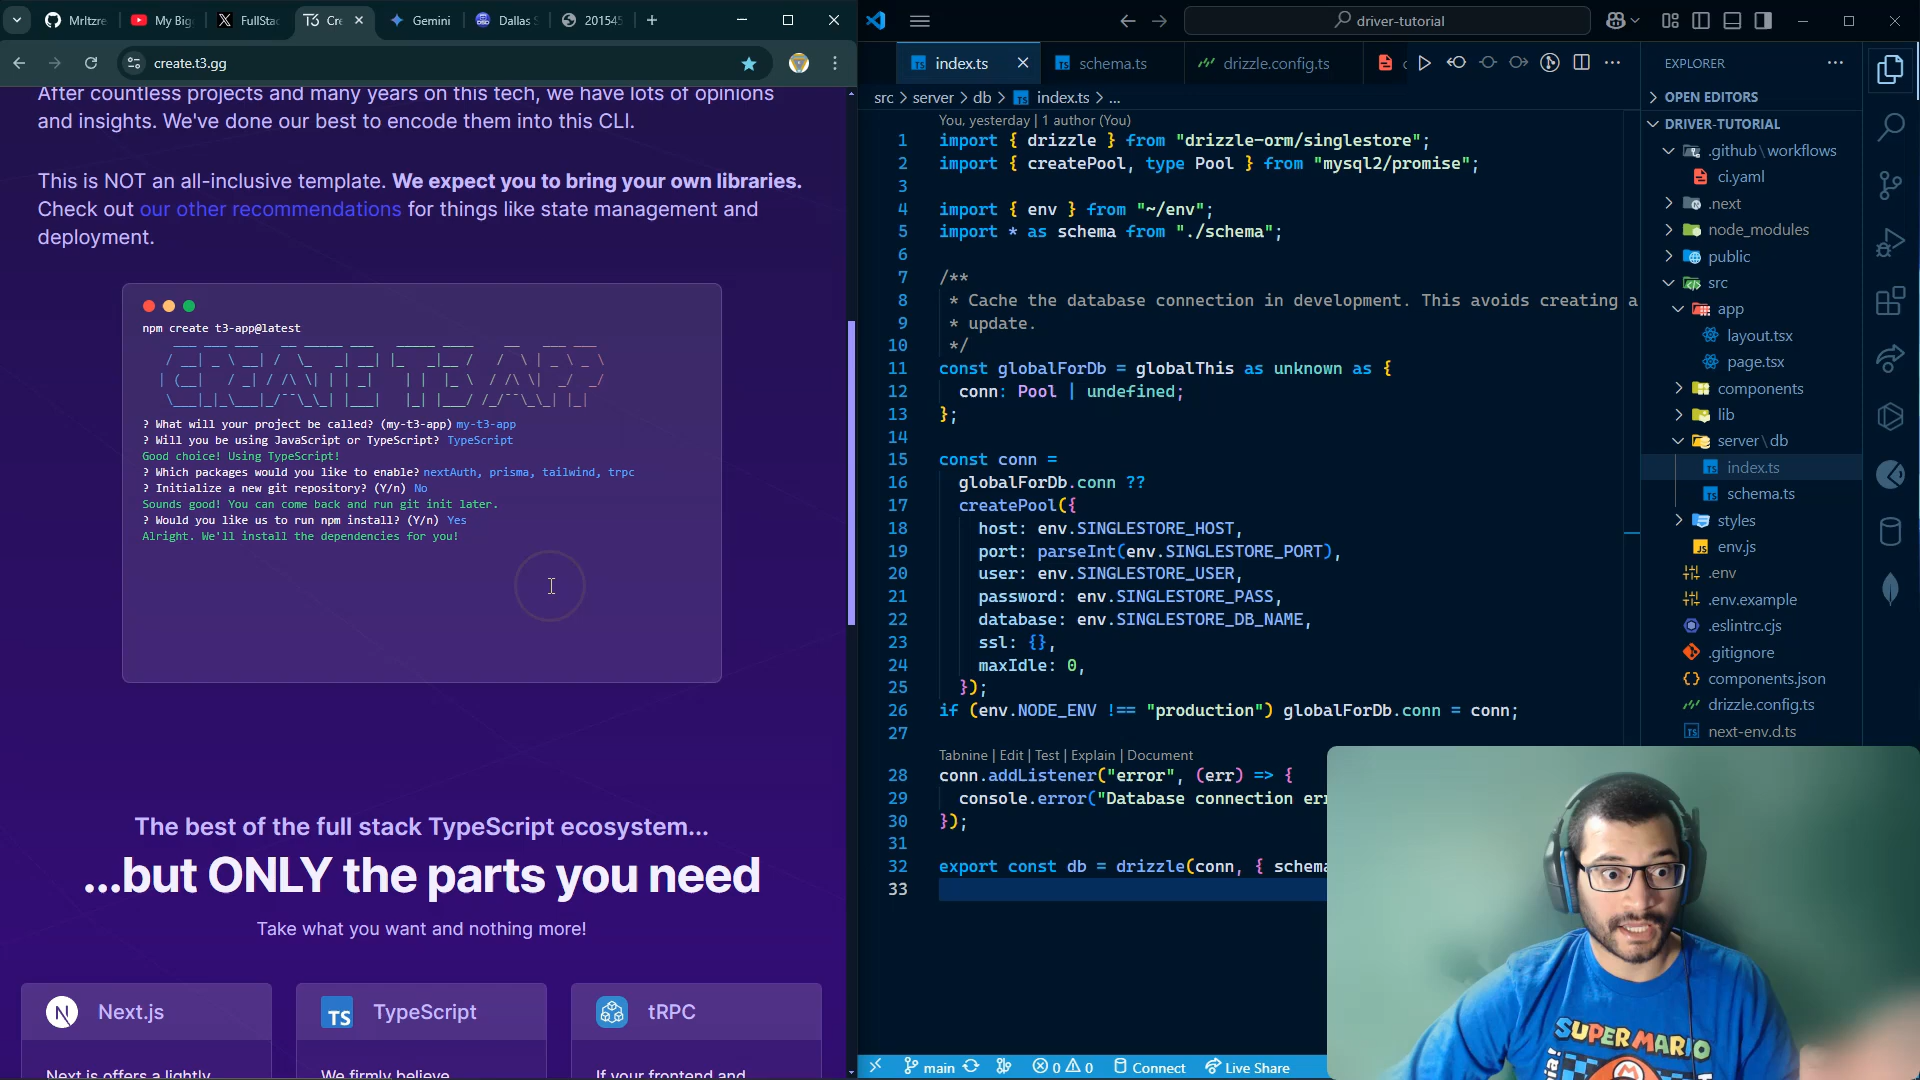 MrItzre
My Big
FullStac
Cre
Gemini
Dallas S
201545
create.t3.gg
After countless projects and many years on this tech, we have lots of opinions
and insights. We've done our best to encode them into this CLI.
This is NOT an all-inclusive template. We expect you to bring your own libraries.
Check out our other recommendations for things like state management and
deployment.
npm create t3-app@latest
? What will your project be called? (my-t3-app) my-t3-app
? Will you be using JavaScript or TypeScript? TypeScript
Good choice! Using TypeScript!
? Which packages would you like to enable? nextAuth, prisma, tailwind, trpc
? Initialize a new git repository? (Y/n) No
Sounds good! You can come back and run git init later.
? Would you like us to run npm install? (Y/n) Yes
Alright. We'll install the dependencies for you!
The best of the full stack TypeScript ecosystem...
...but ONLY the parts you need
Take what you want and nothing more!
N Next.js
TS TypeScript
tRPC
Next.js offers a lightly
We firmly believe
If your frontend and
driver-tutorial
index.ts
schema.ts
drizzle.config.ts
src > server > db > index.ts > ...
You, yesterday | 1 author (You)
1 import { drizzle } from "drizzle-orm/singlestore";
2 import { createPool, type Pool } from "mysql2/promise";
3
4 import { env } from "~/env";
5 import * as schema from "./schema";
6
7 /**
8 * Cache the database connection in development. This avoids creating a
9 * update.
10 */
11 const globalForDb = globalThis as unknown as {
12 conn: Pool | undefined;
13 };
14
15 const conn =
16 globalForDb.conn ??
17 createPool({
18 host: env.SINGLESTORE_HOST,
19 port: parseInt(env.SINGLESTORE_PORT),
20 user: env.SINGLESTORE_USER,
21 password: env.SINGLESTORE_PASS,
22 database: env.SINGLESTORE_DB_NAME,
23 ssl: {},
24 maxIdle: 0,
25 });
26 if (env.NODE_ENV !== "production") globalForDb.conn = conn;
27
Tabnine | Edit | Test | Explain | Document
28 conn.addListener("error", (err) => {
29 console.error("Database connection err
30 });
31
32 export const db = drizzle(conn, { schema
33
main
0 0
Connect
Live Share
EXPLORER
OPEN EDITORS
DRIVER-TUTORIAL
.github\workflows
ci.yaml
.next
node_modules
public
src
app
layout.tsx
page.tsx
components
lib
server\db
index.ts
schema.ts
styles
env.js
.env
.env.example
.eslintrc.cjs
.gitignore
components.json
drizzle.config.ts
next-env.d.ts
SUPER MARIO